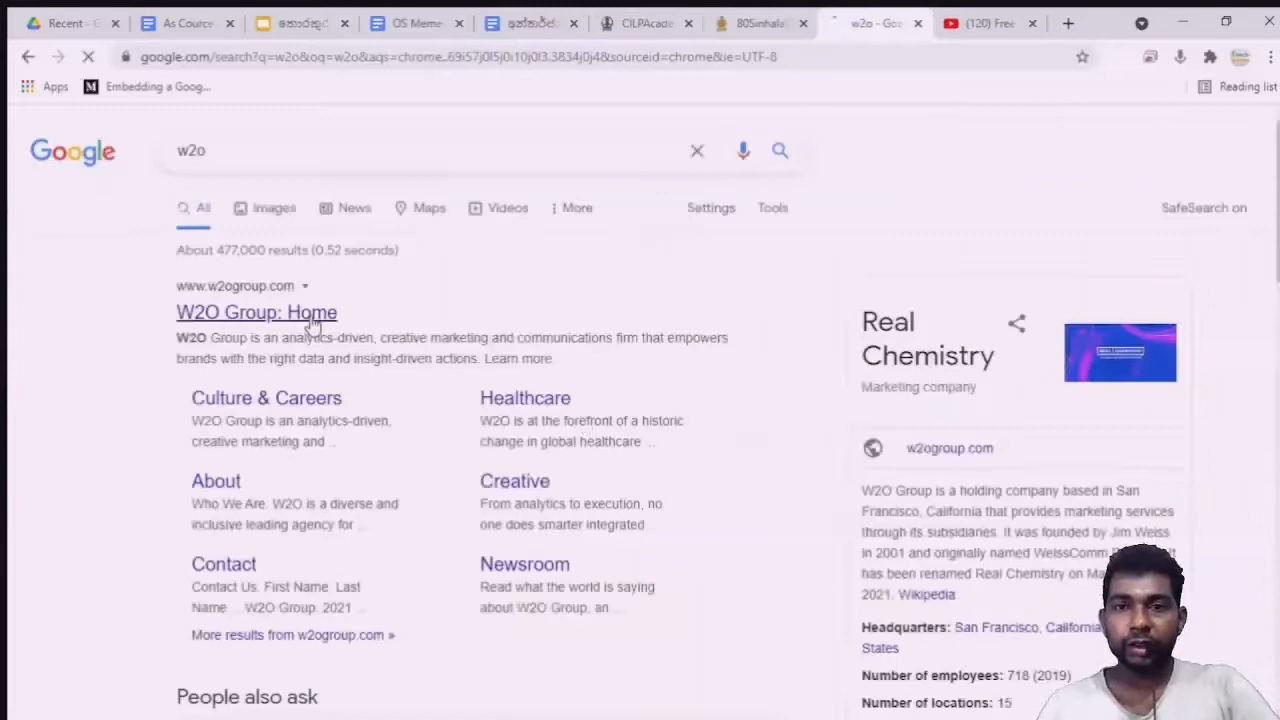 Recent - G
As Cource
තොරතුර
OS Meme
අන්තර්ජා
CILPAcade
80Sinhala
w2o - Goo
(120) Free
google.com/search?q=w2o&oq=w2o&aqs=chrome..69i57j0l5j0i10j0l3.3834j0j4&sourceid=chrome&ie=UTF-8
Apps
Embedding a Goog...
Reading list
Google
w2o
All
Images
News
Maps
Videos
More
Settings
Tools
SafeSearch on
About 477,000 results (0.52 seconds)
www.w2ogroup.com
W2O Group: Home
W2O Group is an analytics-driven, creative marketing and communications firm that empowers
brands with the right data and insight-driven actions. Learn more.
Culture & Careers
W2O Group is an analytics-driven,
creative marketing and ...
Healthcare
W2O is at the forefront of a historic
change in global healthcare ...
About
Who We Are. W2O is a diverse and
inclusive leading agency for ...
Creative
From analytics to execution, no
one does smarter integrated
Contact
Contact Us. First Name. Last
Name ... W2O Group. 2021 ...
Newsroom
Read what the world is saying
about W2O Group, an ...
More results from w2ogroup.com »
People also ask
Real
Chemistry
Marketing company
w2ogroup.com
W2O Group is a holding company based in San
Francisco, California that provides marketing services
through its subsidiaries. It was founded by Jim Weiss
in 2001 and originally named WeissComm
has been renamed Real Chemistry on Ma
2021. Wikipedia
Headquarters: San Francisco, California,
States
Number of employees: 718 (2019)
Number of locations: 15